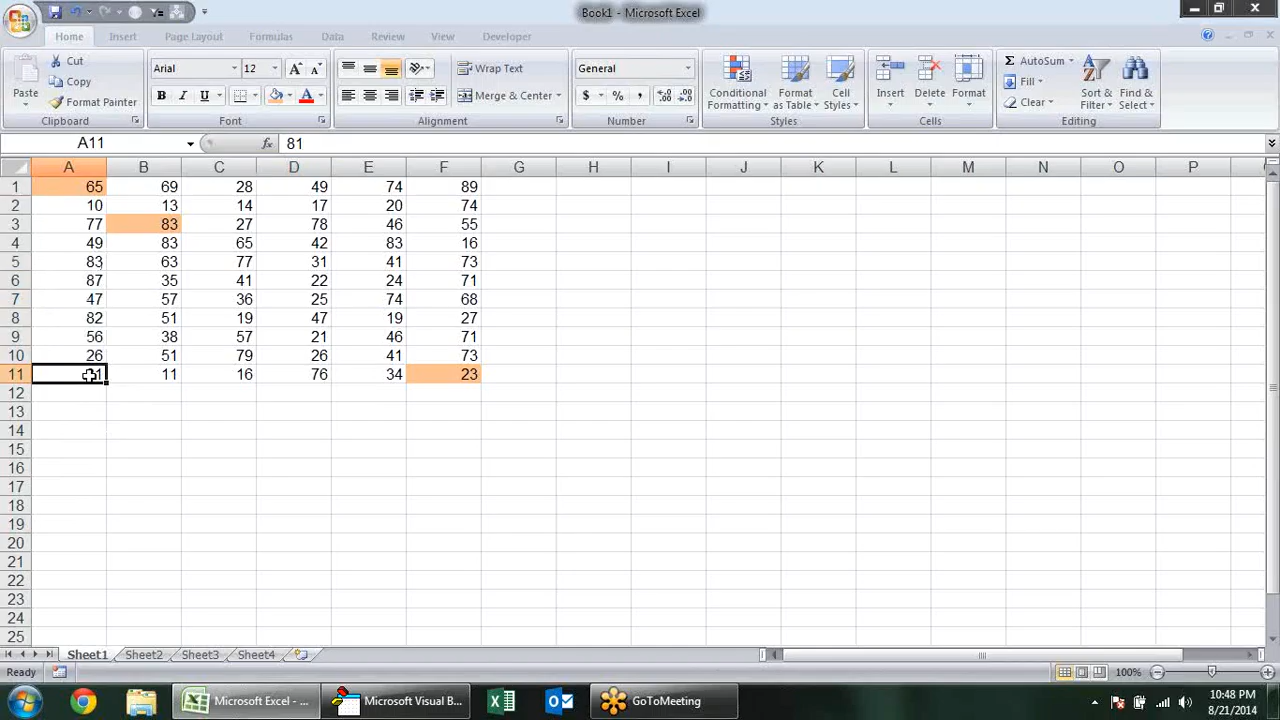 Book1 - Microsoft Excel
Home Insert Page Layout Formulas Data Review View Developer
Cut
Copy
Format Painter
Paste
Clipboard
Arial 12
B I U
Font
Wrap Text
Merge & Center
Alignment
General
$ % ,
Number
Conditional Formatting
Format as Table
Cell Styles
Styles
Insert Delete Format
Cells
Σ AutoSum
Fill
Clear
Sort & Filter
Find & Select
Editing
A11 fx 81
A B C D E F G H I J K L M N O P
1 65 69 28 49 74 89
2 10 13 14 17 20 74
3 77 83 27 78 46 55
4 49 83 65 42 83 16
5 83 63 77 31 41 73
6 87 35 41 22 24 71
7 47 57 36 25 74 68
8 82 51 19 47 19 27
9 56 38 57 21 46 71
10 26 51 79 26 41 73
11 11 16 76 34 23
12
13
14
15
16
17
18
19
20
21
22
23
24
25
Sheet1 Sheet2 Sheet3 Sheet4
Ready 100%
Microsoft Excel - ... Microsoft Visual B... GoToMeeting
10:48 PM
8/21/2014